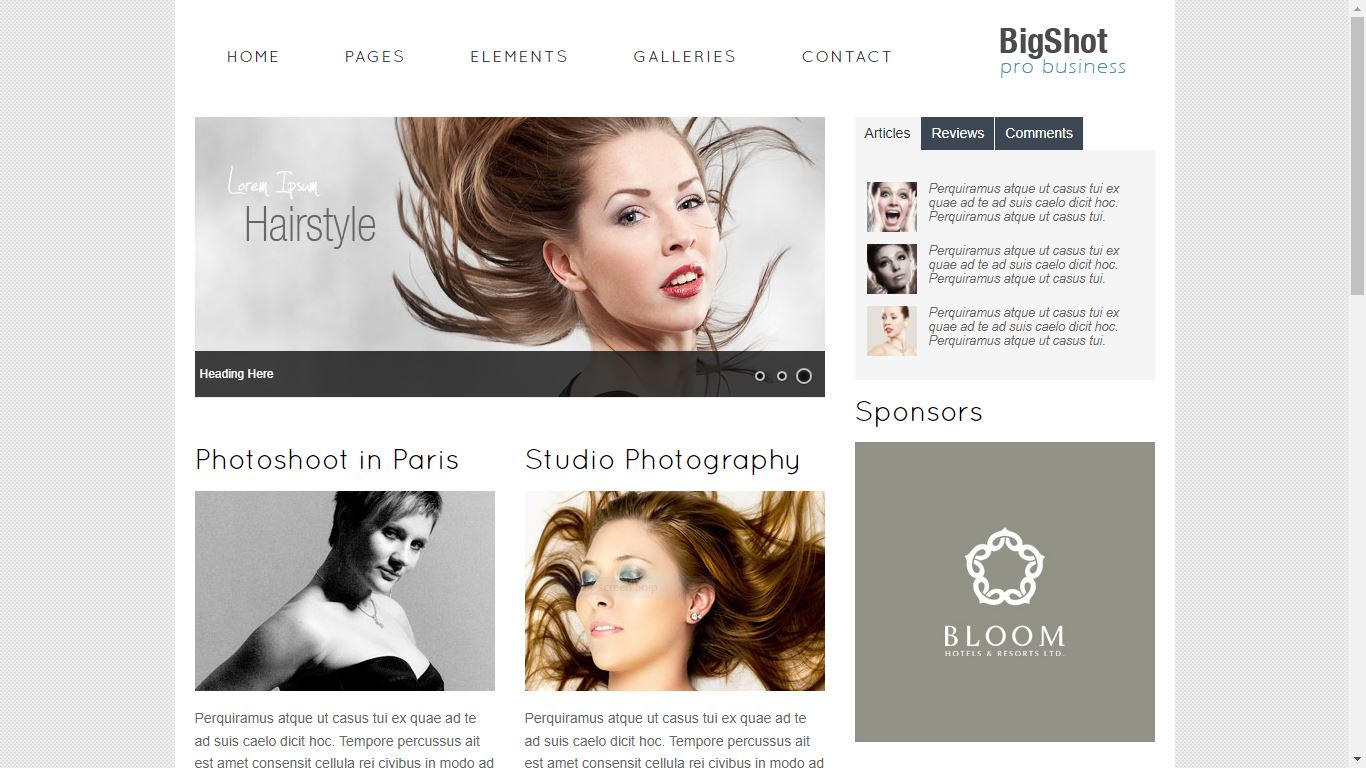 HOME PAGES ELEMENTS GALLERIES CONTACT
BigShot
pro business
Lorem Ipsum
Hairstyle
Heading Here
Articles Reviews Comments
Perquiramus atque ut casus tui ex
quae ad te ad suis caelo dicit hoc.
Perquiramus atque ut casus tui.
Perquiramus atque ut casus tui ex
quae ad te ad suis caelo dicit hoc.
Perquiramus atque ut casus tui.
Perquiramus atque ut casus tui ex
quae ad te ad suis caelo dicit hoc.
Perquiramus atque ut casus tui.
Sponsors
BLOOM
HOTELS & RESORTS LTD.
Photoshoot in Paris
Perquiramus atque ut casus tui ex quae ad te
ad suis caelo dicit hoc. Tempore percussus ait
est amet consensit cellula rei civibus in modo ad
Studio Photography
Screen Snip
Perquiramus atque ut casus tui ex quae ad te
ad suis caelo dicit hoc. Tempore percussus ait
est amet consensit cellula rei civibus in modo ad